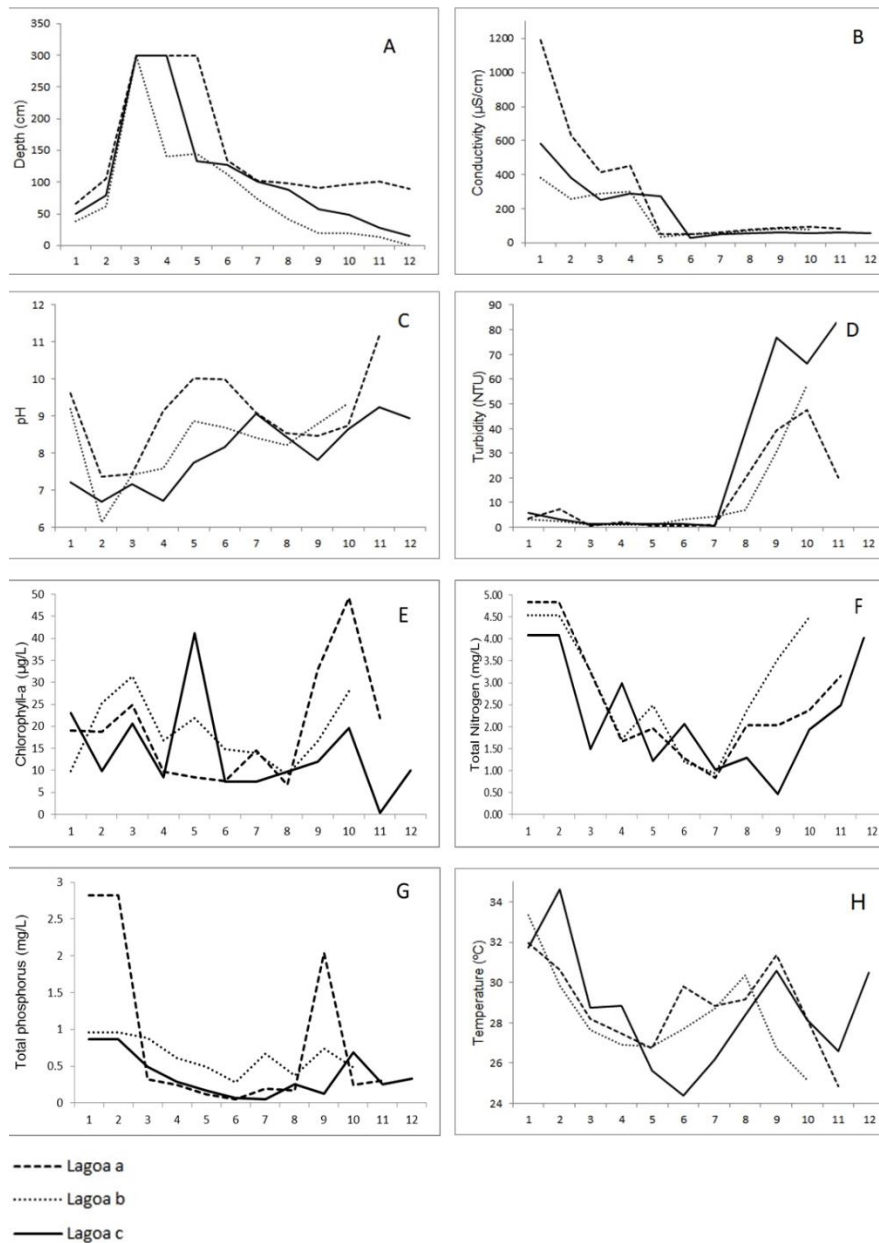 A
Depth (cm)
350
300
250
200
150
100
50
0
1 2 3 4 5 6 7 8 9 10 11 12
B
Conductivity (µS/cm)
1200
1000
800
600
400
200
0
1 2 3 4 5 6 7 8 9 10 11 12
C
pH
12
11
10
9
8
7
6
1 2 3 4 5 6 7 8 9 10 11 12
D
Turbidity (NTU)
90
80
70
60
50
40
30
20
10
0
1 2 3 4 5 6 7 8 9 10 11 12
E
Chlorophyll-a (µg/L)
50
45
40
35
30
25
20
15
10
5
0
1 2 3 4 5 6 7 8 9 10 11 12
F
Total Nitrogen (mg/L)
5.00
4.50
4.00
3.50
3.00
2.50
2.00
1.50
1.00
0.50
0.00
1 2 3 4 5 6 7 8 9 10 11 12
G
Total phosphorus (mg/L)
3
2.5
2
1.5
1
0.5
0
1 2 3 4 5 6 7 8 9 10 11 12
H
Temperature (ºC)
34
32
30
28
26
24
1 2 3 4 5 6 7 8 9 10 11 12
Lagoa a
Lagoa b
Lagoa c